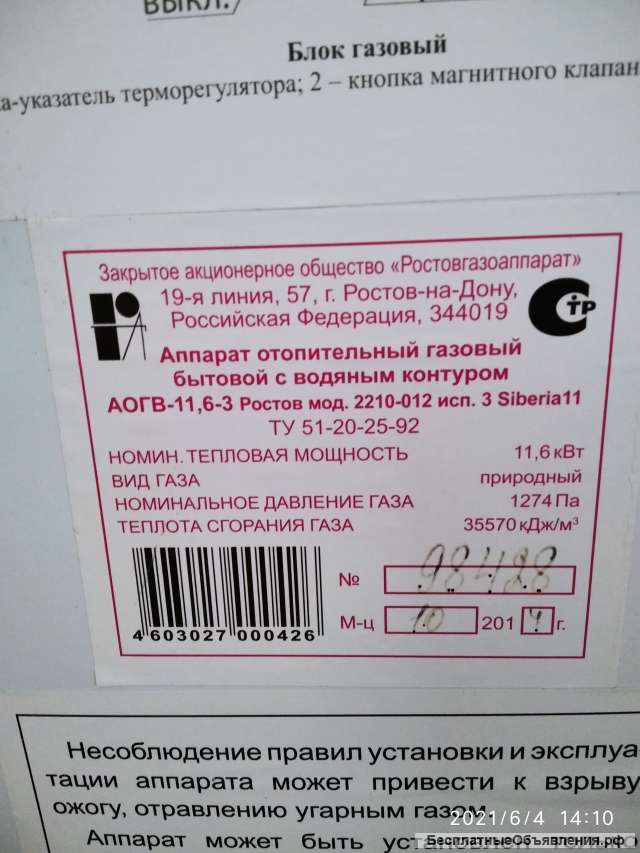 ВЫКЛ.
Блок газовый
а-указатель терморегулятора; 2 – кнопка магнитного клапан
Закрытое акционерное общество «Ростовгазоаппарат»
19-я линия, 57, г. Ростов-на-Дону,
Российская Федерация, 344019
СТР
Аппарат отопительный газовый
бытовой с водяным контуром
АОГВ-11,6-3 Ростов мод. 2210-012 исп. 3 Siberia11
ТУ 51-20-25-92
НОМИН. ТЕПЛОВАЯ МОЩНОСТЬ 11,6 кВт
ВИД ГАЗА природный
НОМИНАЛЬНОЕ ДАВЛЕНИЕ ГАЗА 1274 Па
ТЕПЛОТА СГОРАНИЯ ГАЗА 35570 кДж/м³
№ 98428
М-ц 10 2014 г.
4 603027 000426
Несоблюдение правил установки и эксплуа-
тации аппарата может привести к взрыву
ожогу, отравлению угарным газом
2021/6/4 14:10
Аппарат может быть
БесплатныеОбъявления.рф